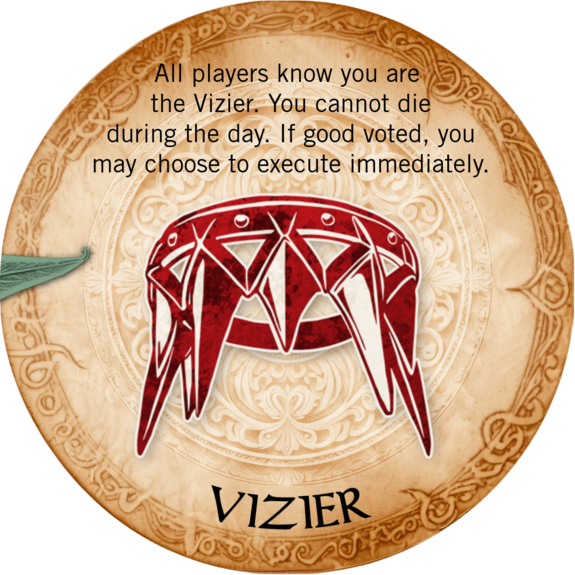 All players know you are
the Vizier. You cannot die
during the day. If good voted, you
may choose to execute immediately.
VIZIER